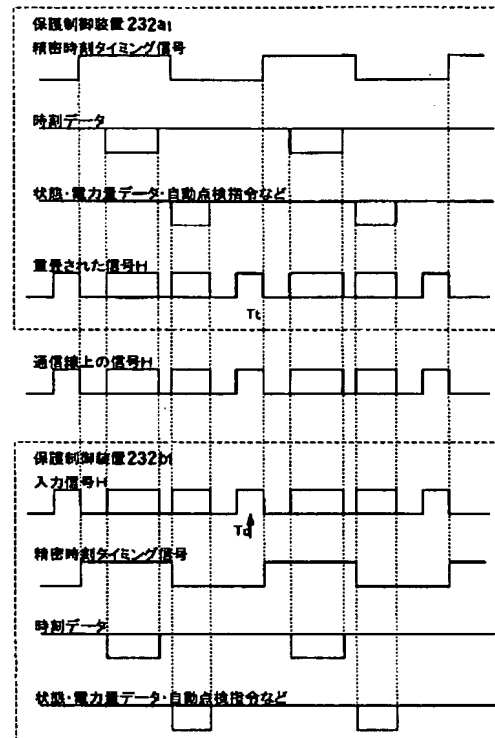 保護制御装置232a1
精密時刻タイミング信号
時刻データ
状態・電力量データ・自動点検指令など
重畳された信号H
Tt
通信線上の信号H
保護制御装置232b1
入力信号H
Td
精密時刻タイミング信号
時刻データ
状態・電力量データ・自動点検指令など